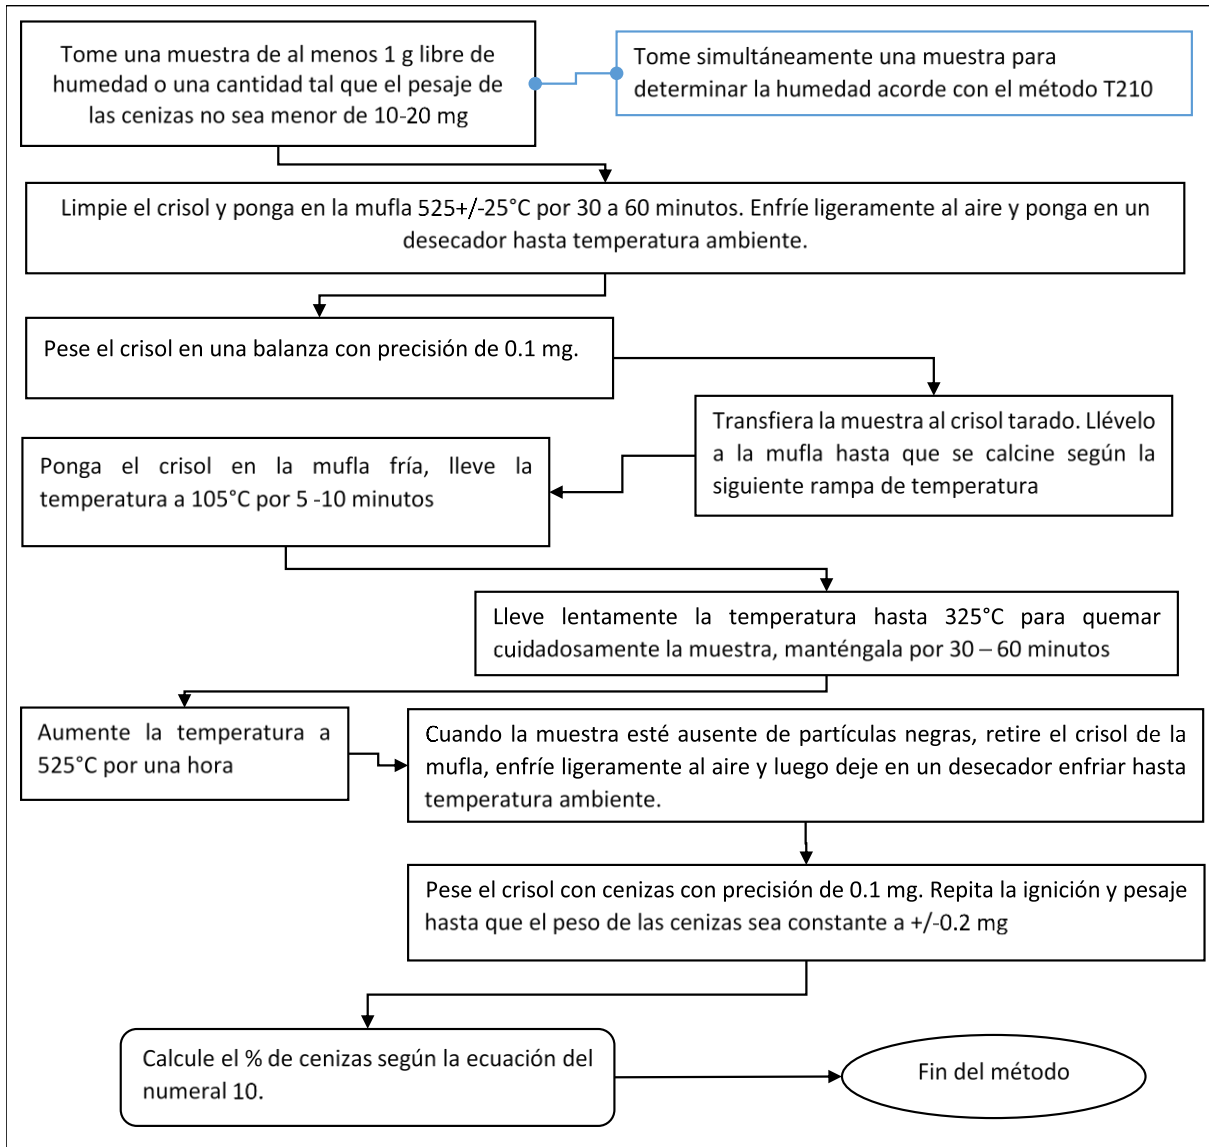 Tome una muestra de al menos 1 g libre de
humedad o una cantidad tal que el pesaje de
las cenizas no sea menor de 10-20 mg
Tome simultáneamente una muestra para
determinar la humedad acorde con el método T210
Limpie el crisol y ponga en la mufla 525+/-25°C por 30 a 60 minutos. Enfríe ligeramente al aire y ponga en un
desecador hasta temperatura ambiente.
Pese el crisol en una balanza con precisión de 0.1 mg.
Transfiera la muestra al crisol tarado. Llévelo
a la mufla hasta que se calcine según la
siguiente rampa de temperatura
Ponga el crisol en la mufla fría, lleve la
temperatura a 105°C por 5 -10 minutos
Lleve lentamente la temperatura hasta 325°C para quemar
cuidadosamente la muestra, manténgala por 30 – 60 minutos
Aumente la temperatura a
525°C por una hora
Cuando la muestra esté ausente de partículas negras, retire el crisol de la
mufla, enfríe ligeramente al aire y luego deje en un desecador enfriar hasta
temperatura ambiente.
Pese el crisol con cenizas con precisión de 0.1 mg. Repita la ignición y pesaje
hasta que el peso de las cenizas sea constante a +/-0.2 mg
Calcule el % de cenizas según la ecuación del
numeral 10.
Fin del método